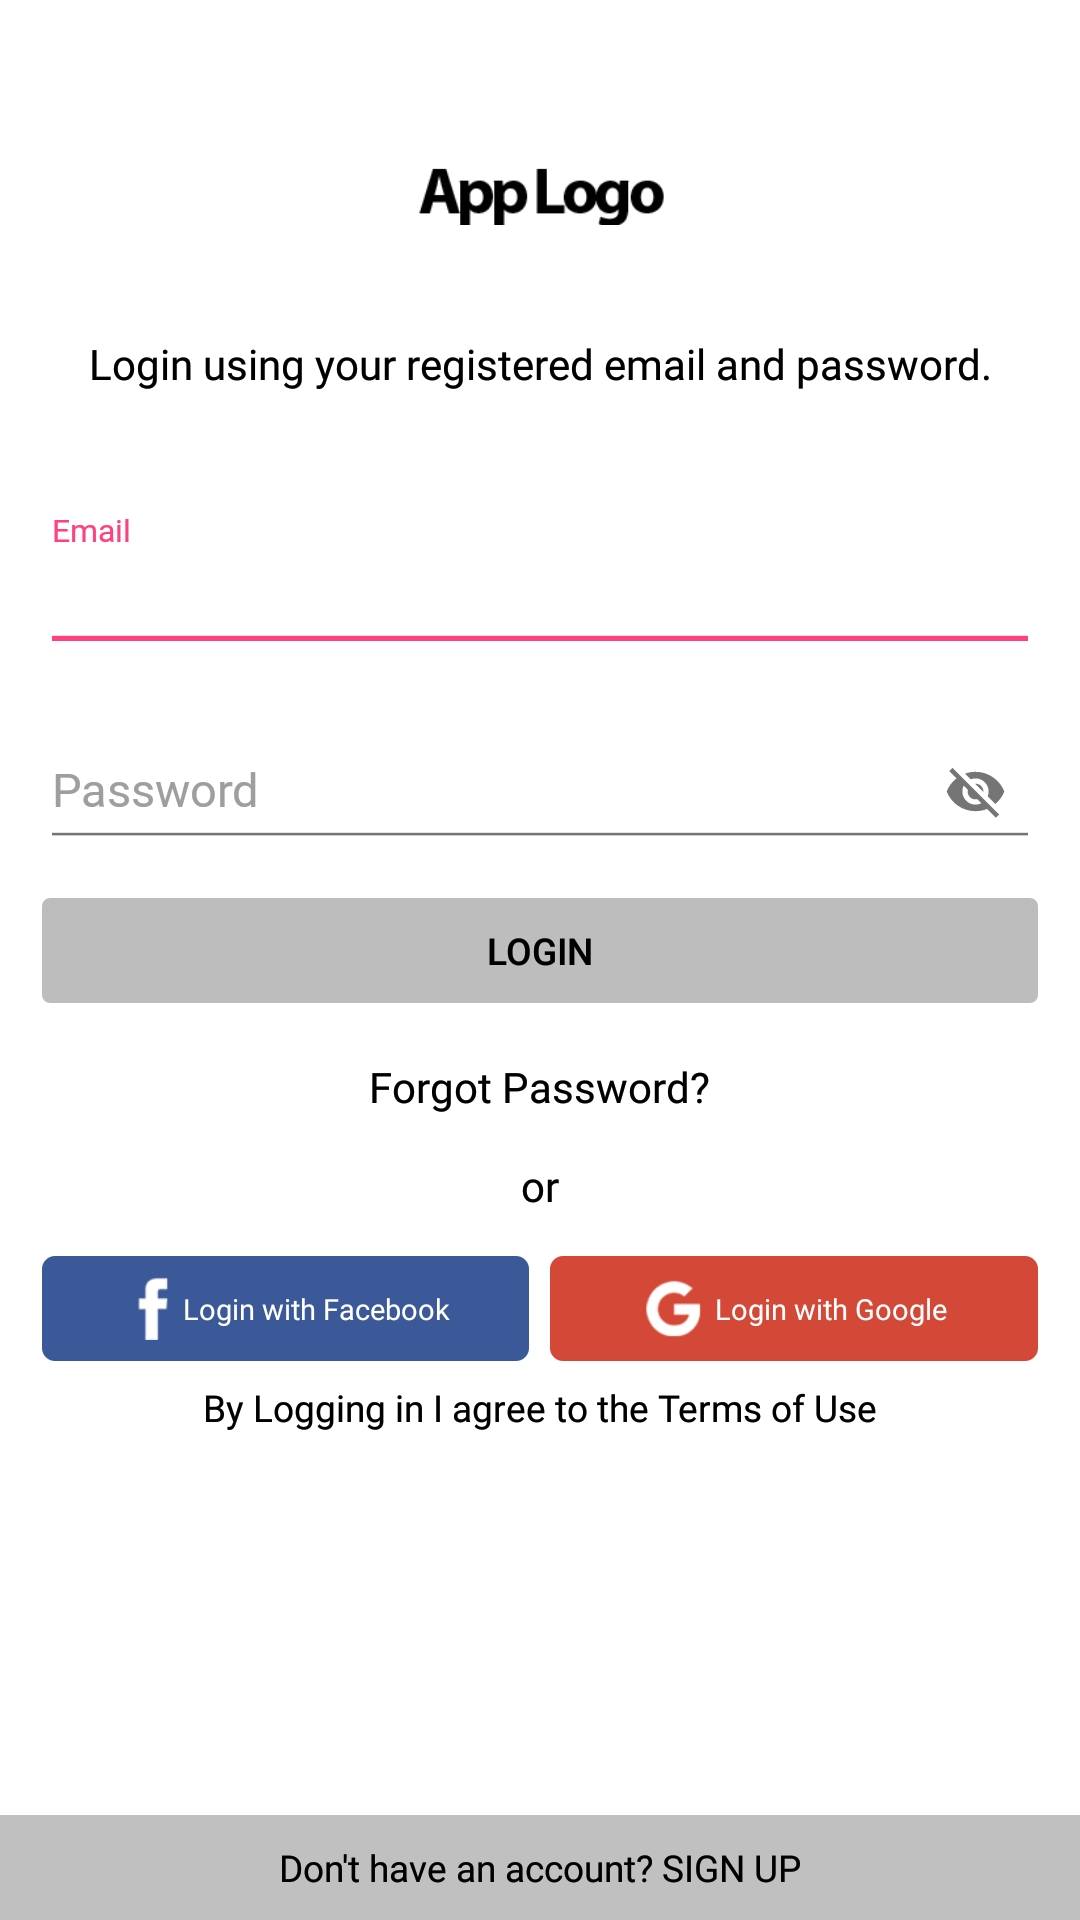 App Logo
Login using your registered email and password.
Email
Password
LOGIN
Forgot Password?
or
Login with Facebook
Login with Google
By Logging in I agree to the Terms of Use
Don't have an account? SIGN UP